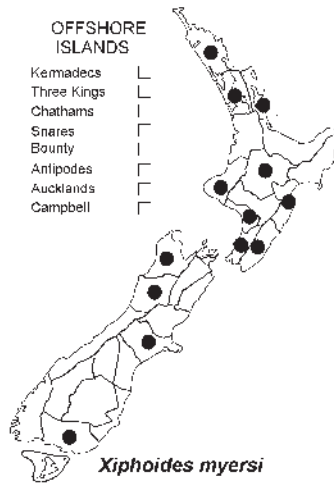 OFFSHORE
ISLANDS
Kermadecs
Three Kings
Chathams
Snares
Bounty
Antipodes
Aucklands
Campbell
Xiphoides myersi